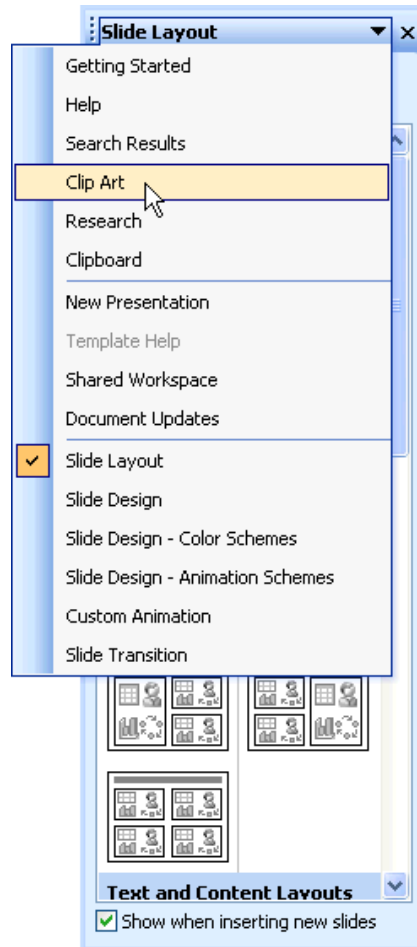 Slide Layout
Getting Started
Help
Search Results
Clip Art
Research
Clipboard
New Presentation
Template Help
Shared Workspace
Document Updates
Slide Layout
Slide Design
Slide Design - Color Schemes
Slide Design - Animation Schemes
Custom Animation
Slide Transition
Text and Content Layouts
Show when inserting new slides